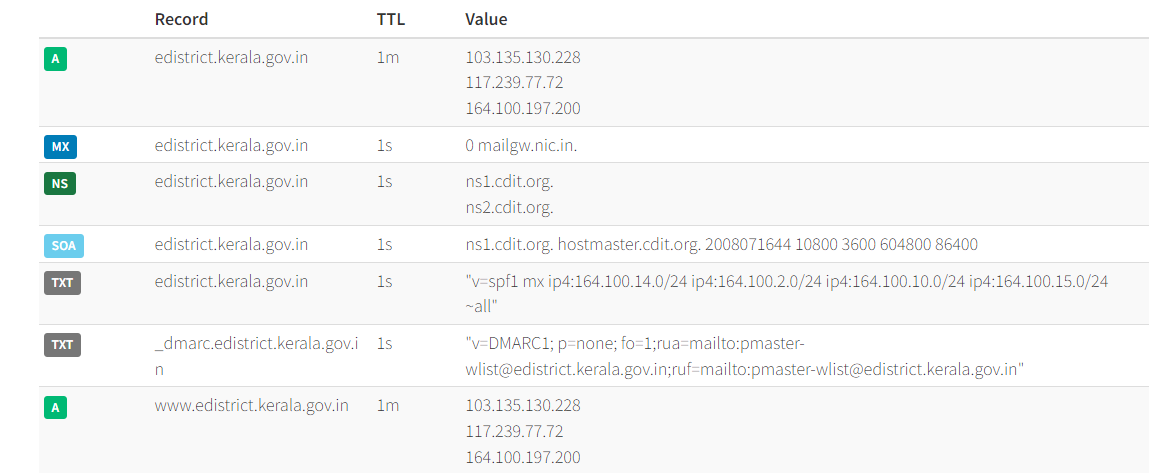 Record TTL Value
A edistrict.kerala.gov.in 1m 103.135.130.228
117.239.77.72
164.100.197.200
MX edistrict.kerala.gov.in 1s 0 mailgw.nic.in.
NS edistrict.kerala.gov.in 1s ns1.cdit.org.
ns2.cdit.org.
SOA edistrict.kerala.gov.in 1s ns1.cdit.org. hostmaster.cdit.org. 2008071644 10800 3600 604800 86400
TXT edistrict.kerala.gov.in 1s "v=spf1 mx ip4:164.100.14.0/24 ip4:164.100.2.0/24 ip4:164.100.10.0/24 ip4:164.100.15.0/24
~all"
TXT _dmarc.edistrict.kerala.gov.i 1s "v=DMARC1; p=none; fo=1;rua=mailto:pmaster-
n wlist@edistrict.kerala.gov.in;ruf=mailto:pmaster-wlist@edistrict.kerala.gov.in"
A www.edistrict.kerala.gov.in 1m 103.135.130.228
117.239.77.72
164.100.197.200